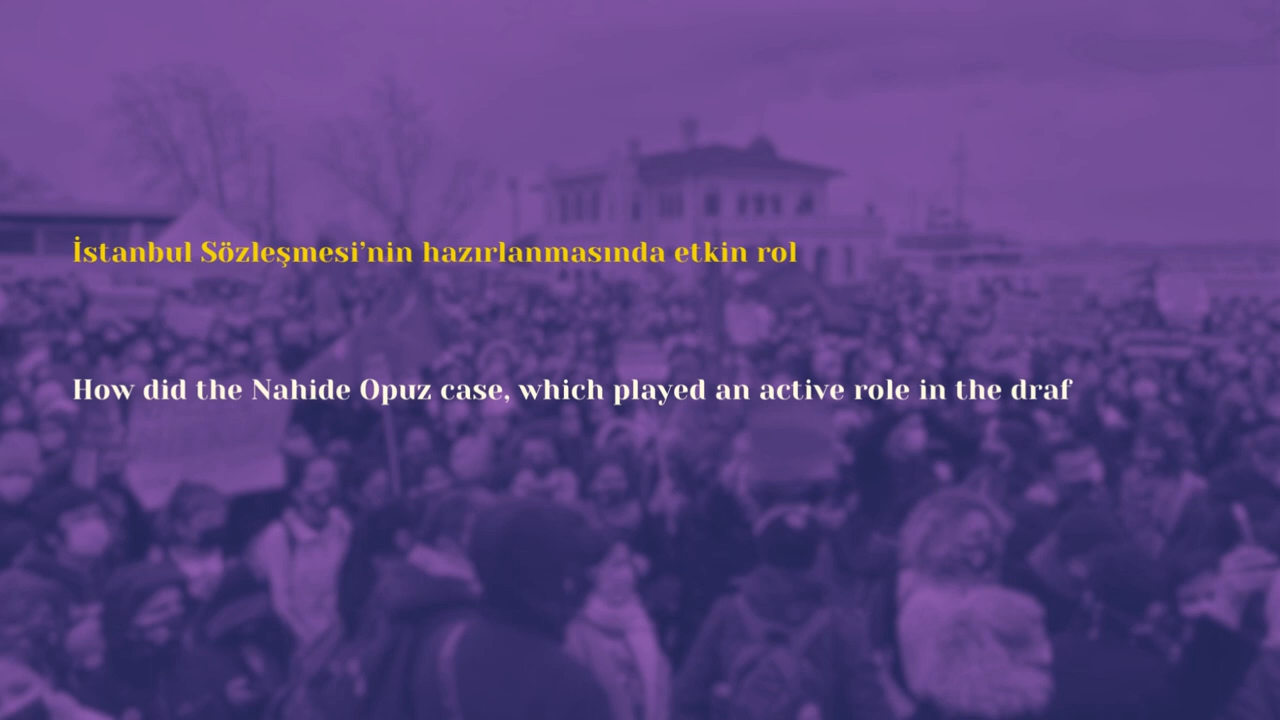 İstanbul Sözleşmesi’nin hazırlanmasında etkin rol
How did the Nahide Opuz case, which played an active role in the draf